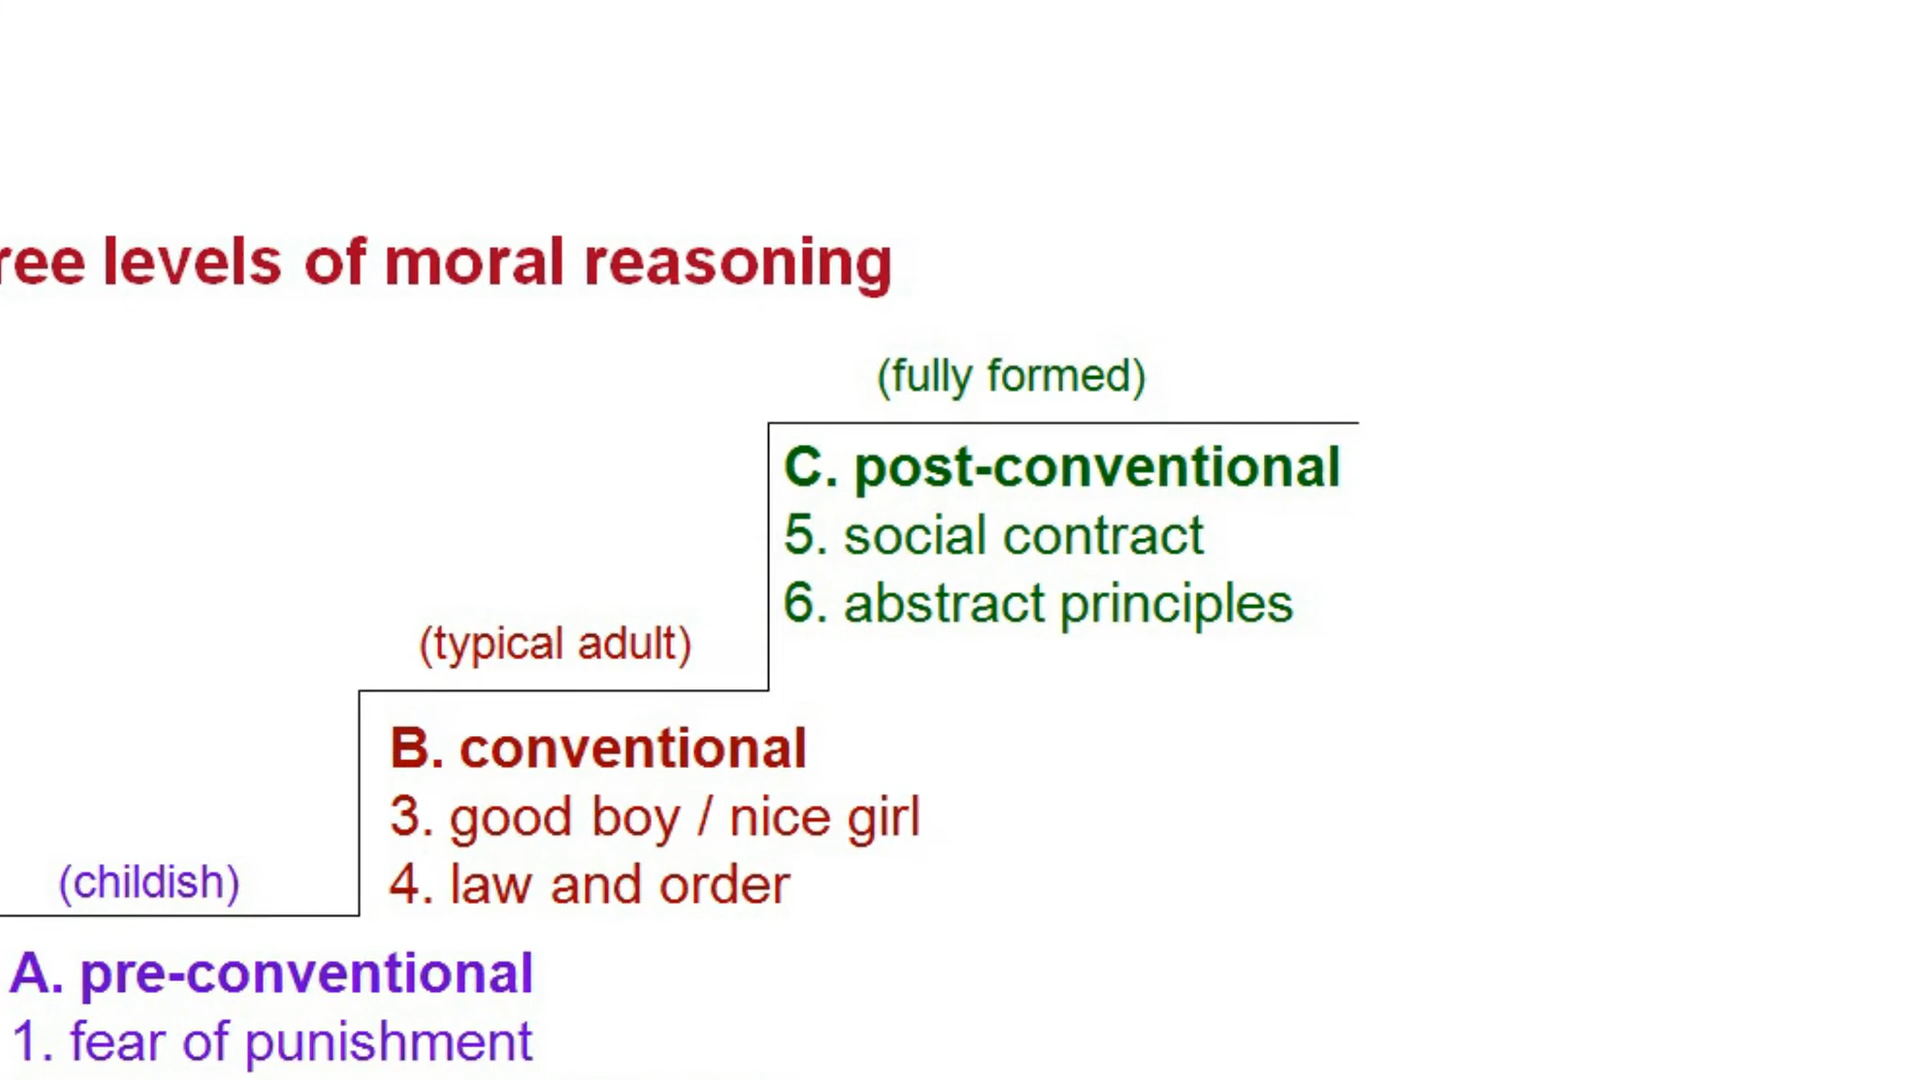 ree levels of moral reasoning
(fully formed)
C. post-conventional
5. social contract
6. abstract principles
(typical adult)
B. conventional
3. good boy / nice girl
4. law and order
(childish)
A. pre-conventional
1. fear of punishment